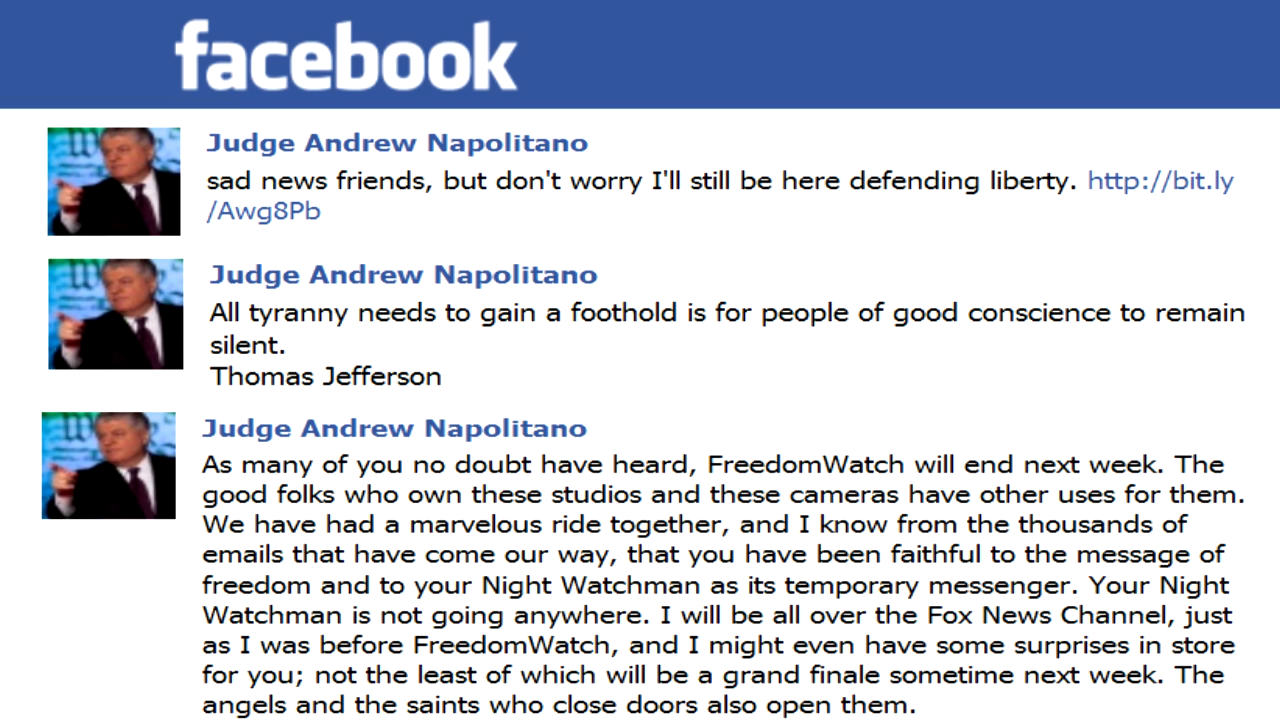 facebook
Judge Andrew Napolitano
sad news friends, but don't worry I'll still be here defending liberty. http://bit.ly
/Awg8Pb
Judge Andrew Napolitano
All tyranny needs to gain a foothold is for people of good conscience to remain
silent.
Thomas Jefferson
Judge Andrew Napolitano
As many of you no doubt have heard, FreedomWatch will end next week. The
good folks who own these studios and these cameras have other uses for them.
We have had a marvelous ride together, and I know from the thousands of
emails that have come our way, that you have been faithful to the message of
freedom and to your Night Watchman as its temporary messenger. Your Night
Watchman is not going anywhere. I will be all over the Fox News Channel, just
as I was before FreedomWatch, and I might even have some surprises in store
for you; not the least of which will be a grand finale sometime next week. The
angels and the saints who close doors also open them.